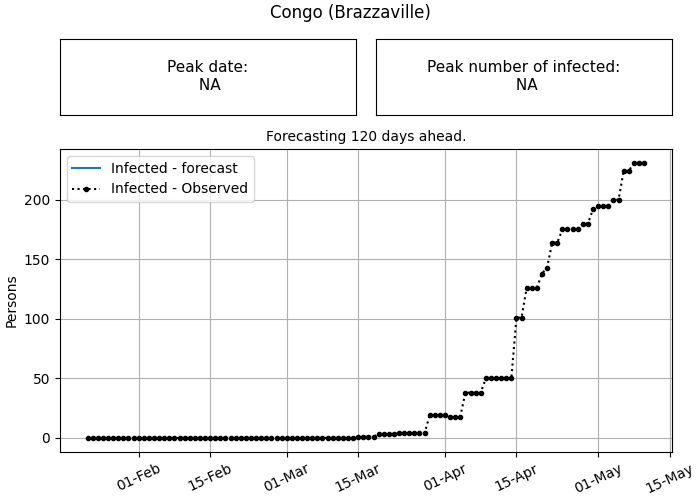 Congo (Brazzaville)
Peak date:
NA
Peak number of infected:
NA
Forecasting 120 days ahead.
Infected - forecast
Infected - Observed
Persons
200
150
100
50
0
01-Feb
15-Feb
01-Mar
15-Mar
01-Apr
15-Apr
01-May
15-May